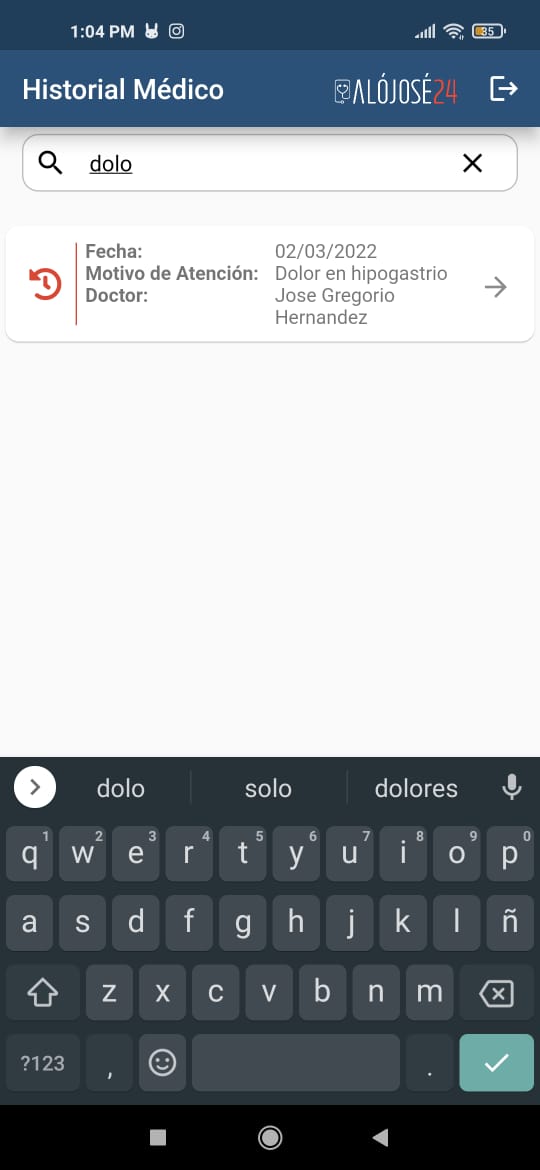 1:04 PM 35
Historial Médico ALÓJOSÉ24
dolo
Fecha: 02/03/2022
Motivo de Atención: Dolor en hipogastrio
Doctor: Jose Gregorio
Hernandez
dolo solo dolores
1 2 3 4 5 6 7 8 9 0
q w e r t y u i o p
a s d f g h j k l ñ
z x c v b n m
?123 , .